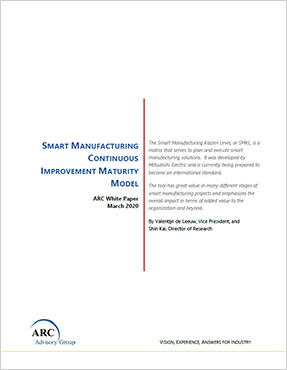 SMART MANUFACTURING
CONTINUOUS
IMPROVEMENT MATURITY
MODEL
ARC White Paper
March 2020
The Smart Manufacturing Kaizen Level, or SMKL, is a
matrix that serves to plan and execute smart
manufacturing solutions. It was developed by
Mitsubishi Electric and is currently being prepared to
become an international standard.
The tool has great value in many different stages of
smart manufacturing projects and emphasizes the
overall impact in terms of added value to the
organization and beyond.
By Valentijn de Leeuw, Vice President, and
Shin Kai, Director of Research
ARC
Advisory Group
VISION, EXPERIENCE, ANSWERS FOR INDUSTRY